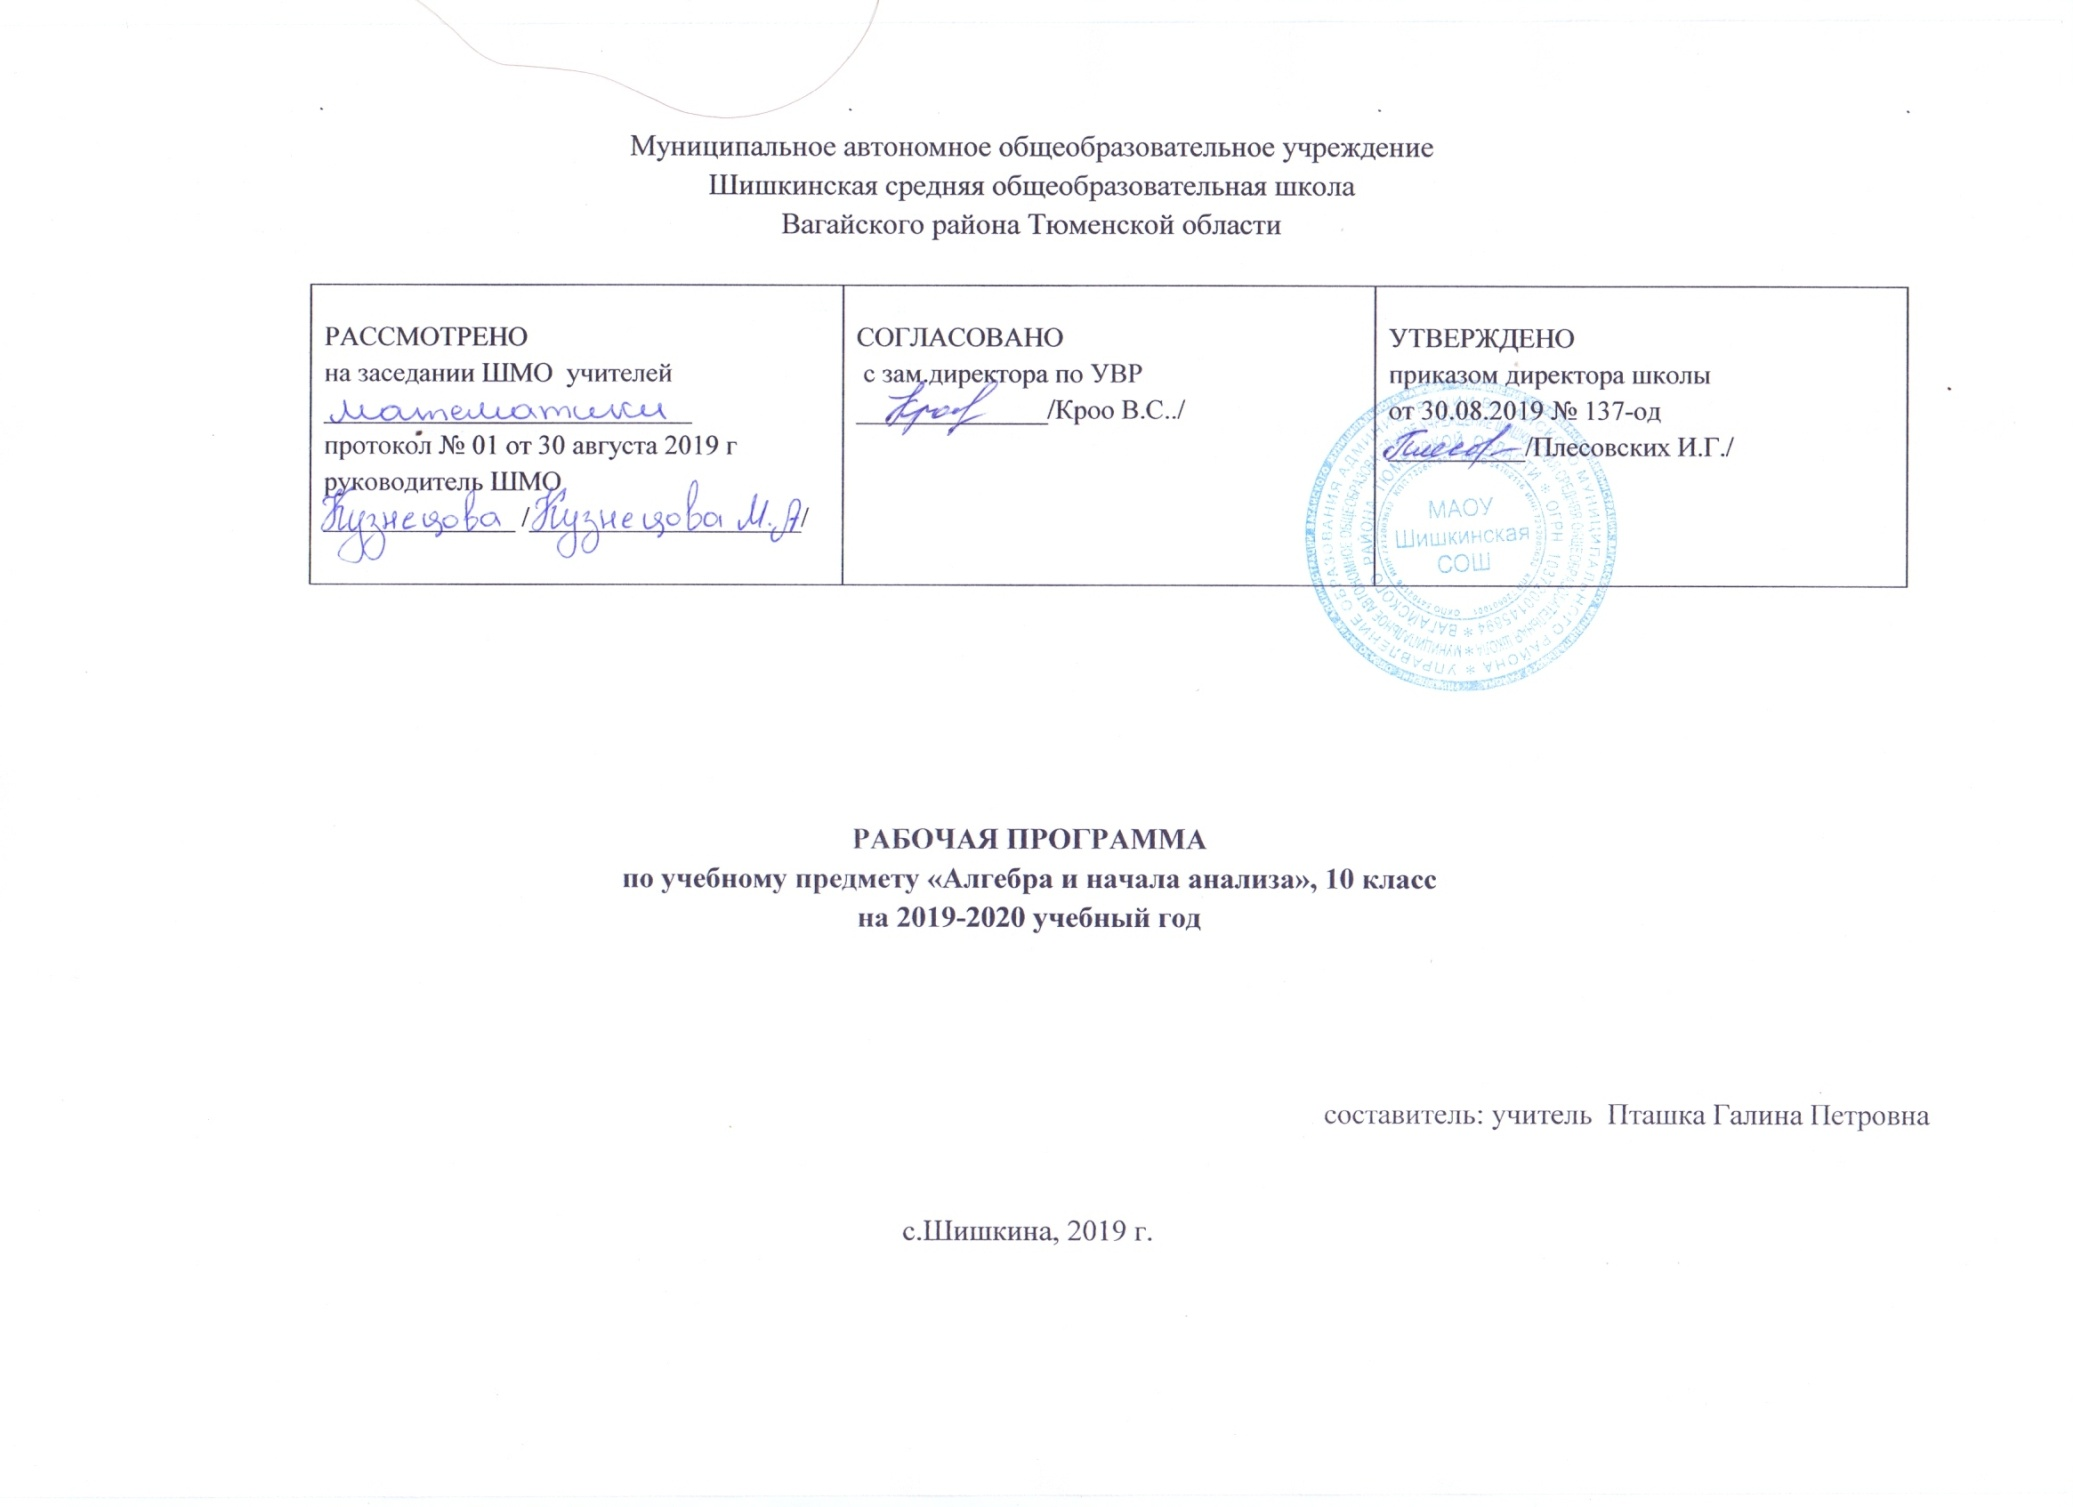 Муниципальное автономное общеобразовательное учреждение
Шишкинская средняя общеобразовательная школа
Вагайского района Тюменской области
РАССМОТРЕНО
на заседании ШМО учителей
математики
протокол № 01 от 30 августа 2019 г
руководитель ШМО
Кузнецова /Кузнецова М.А/
СОГЛАСОВАНО
с зам.директора по УВР
/Кроо В.С../
УТВЕРЖДЕНО
приказом директора школы
от 30.08.2019 № 137-од
/Плесовских И.Г./
МАОУ
Шишкинская
СОШ
РАБОЧАЯ ПРОГРАММА
по учебному предмету «Алгебра и начала анализа», 10 класс
на 2019-2020 учебный год
составитель: учитель Пташка Галина Петровна
с.Шишкина, 2019 г.